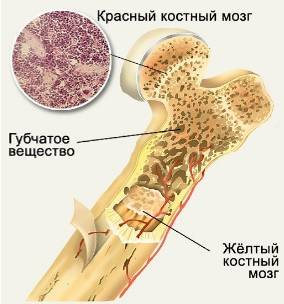 Красный костный мозг
Губчатое
вещество
Жёлтый
костный
мозг